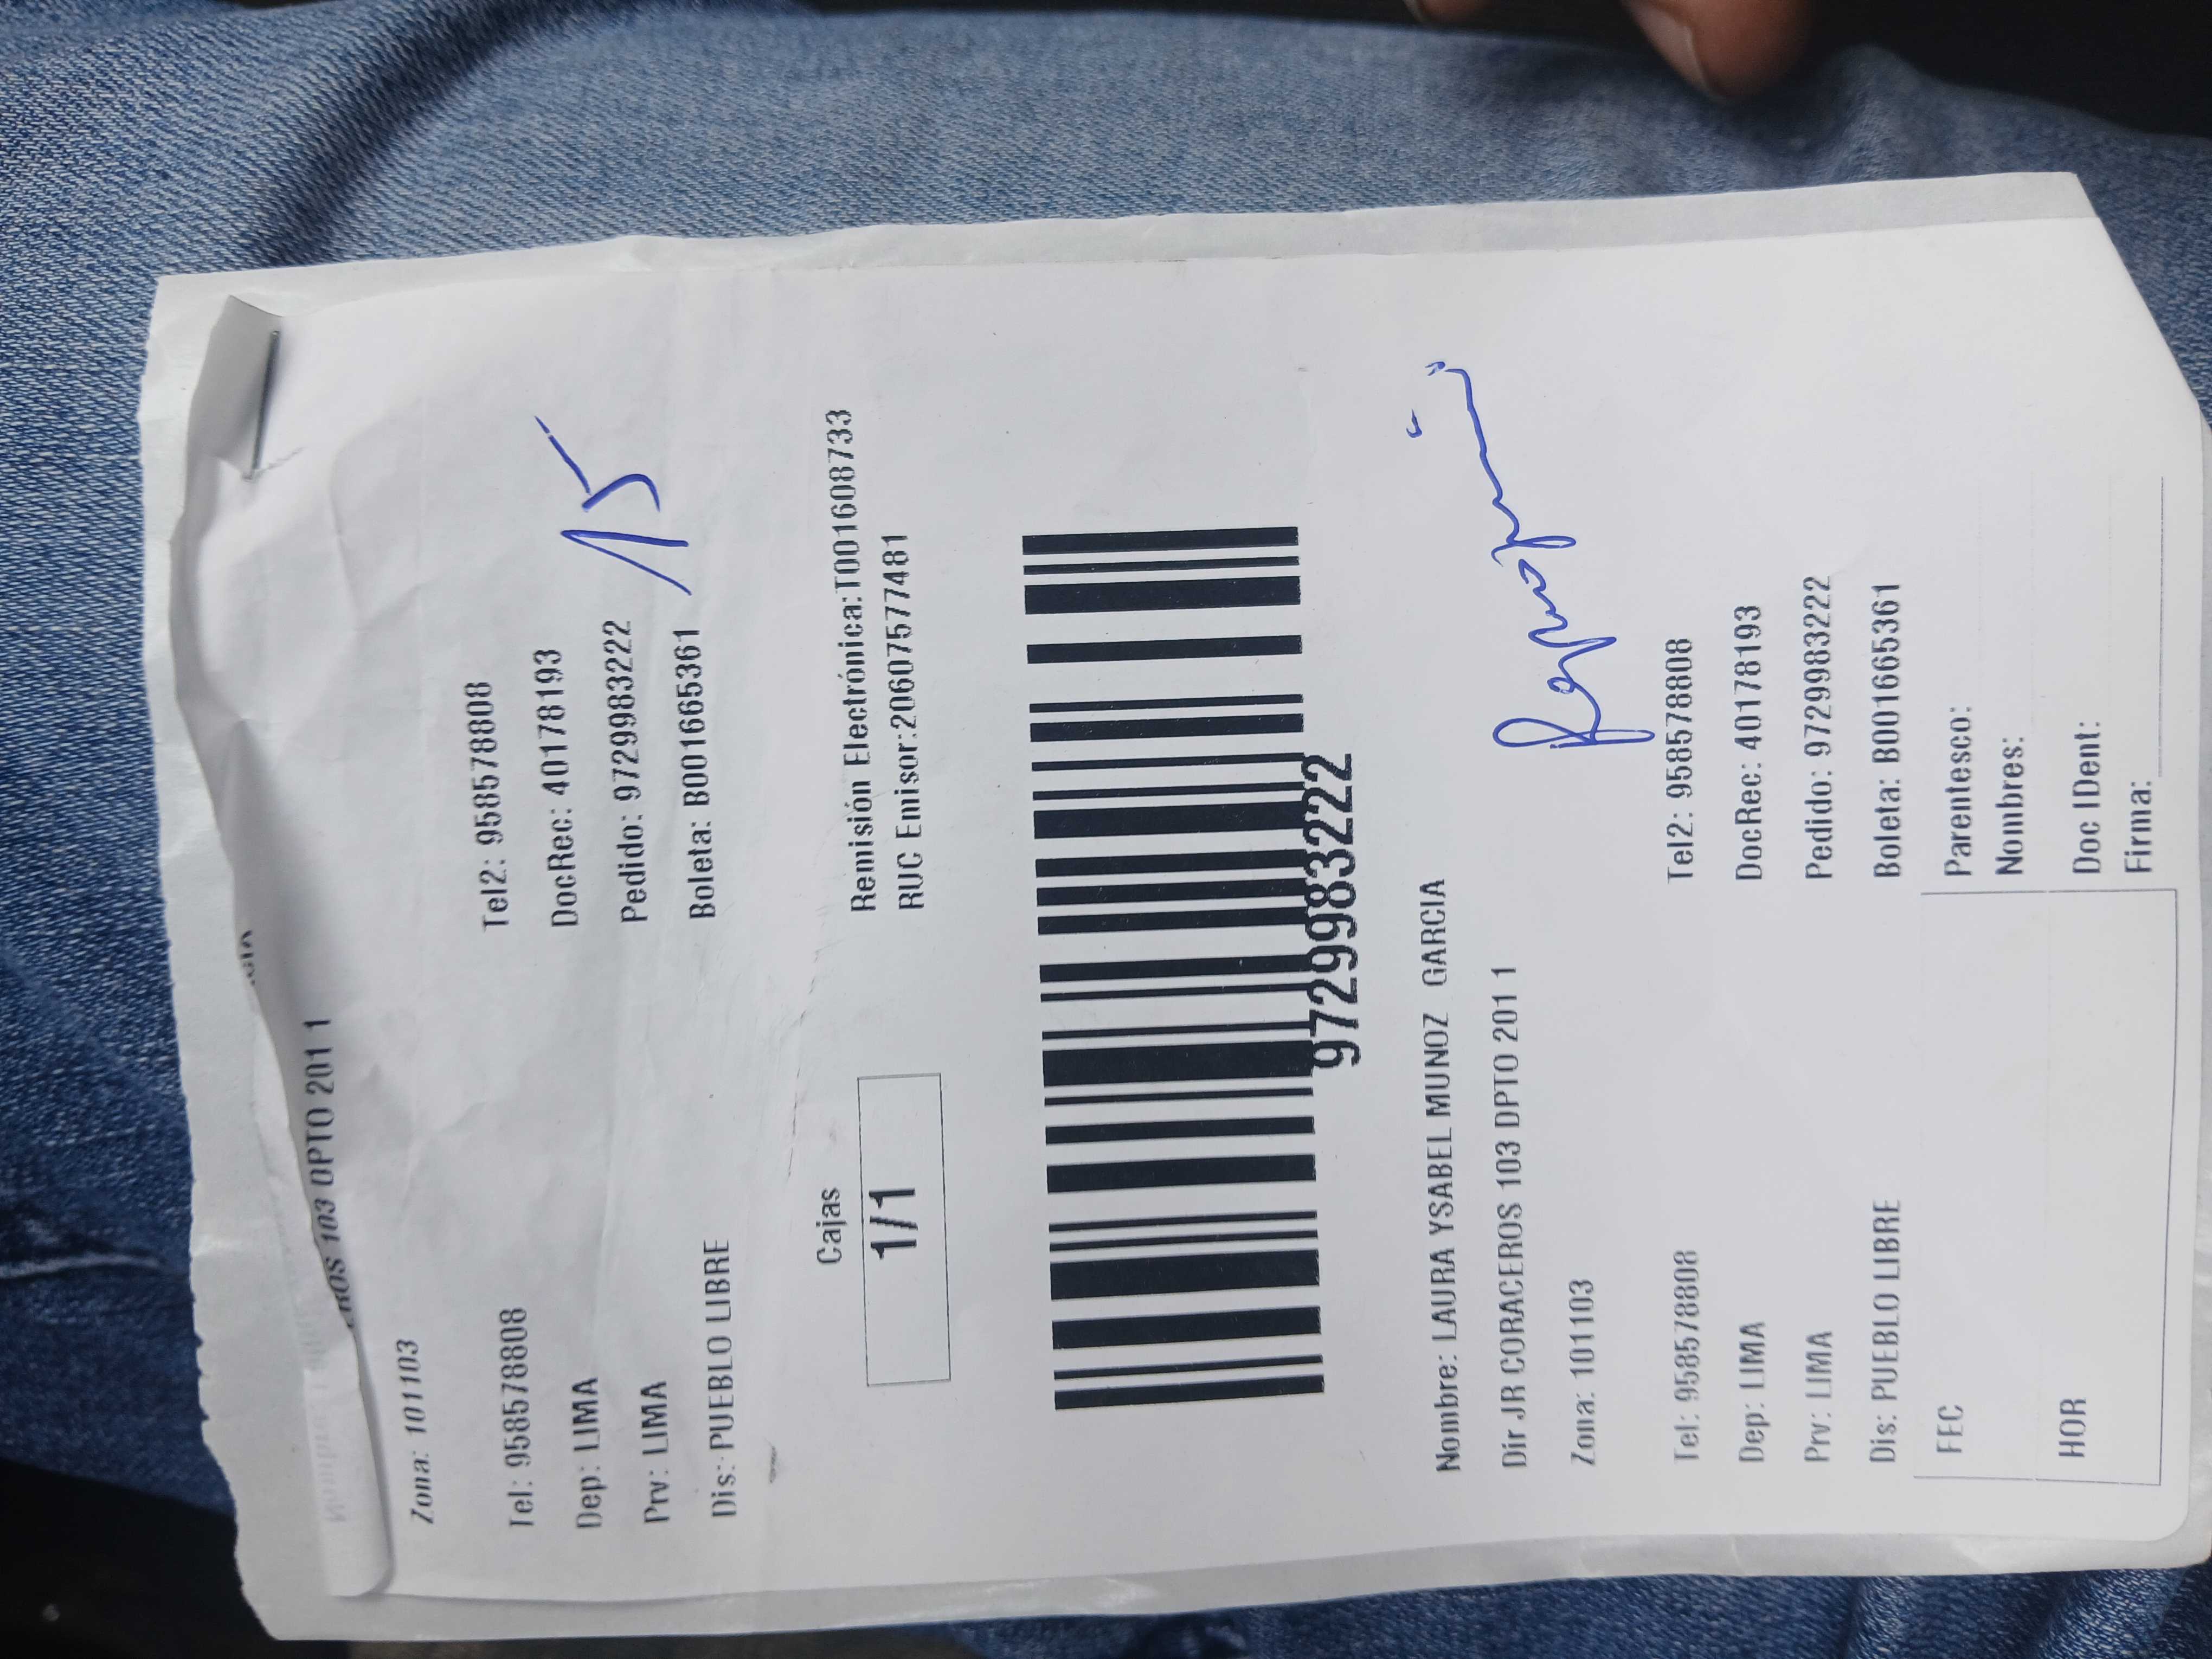 103 DPTO 201 1
Zona: 101103
Tel: 958578808 Tel2: 958578808
Dep: LIMA DocRec: 40178193
Prv: LIMA Pedido: 9729983222
Dis: PUEBLO LIBRE Boleta: B001665361
15
Cajas
1/1
Remisión Electrónica:T001608733
RUC Emisor:20607577481
9729983222
Nombre: LAURA YSABEL MUNOZ GARCIA
Dir JR CORACEROS 103 DPTO 201 1
Zona: 101103
Tel: 958578808 Tel2: 958578808
Dep: LIMA DocRec: 40178193
Prv: LIMA Pedido: 9729983222
Dis: PUEBLO LIBRE Boleta: B001665361
FEC Parentesco:
Nombres:
HOR Doc IDent:
Firma: